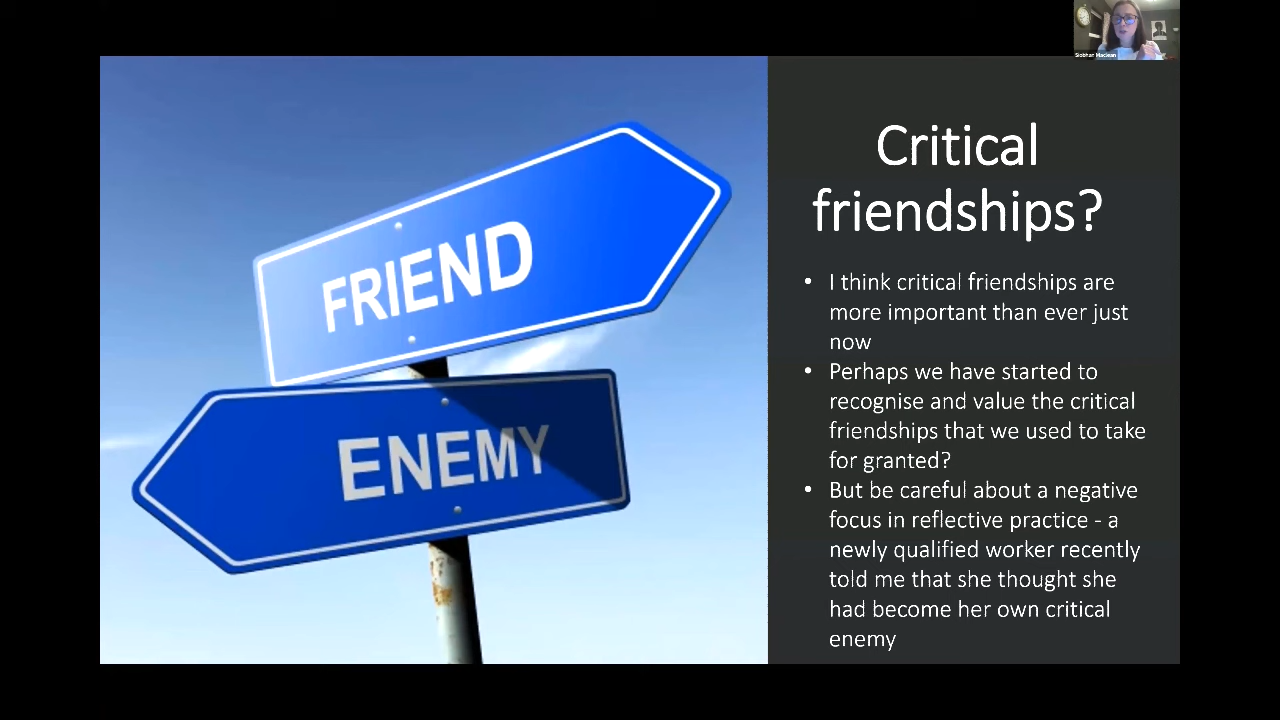 Siobhan Maclean
FRIEND
ENEMY
Critical
friendships?
• I think critical friendships are
more important than ever just
now
• Perhaps we have started to
recognise and value the critical
friendships that we used to take
for granted?
• But be careful about a negative
focus in reflective practice - a
newly qualified worker recently
told me that she thought she
had become her own critical
enemy